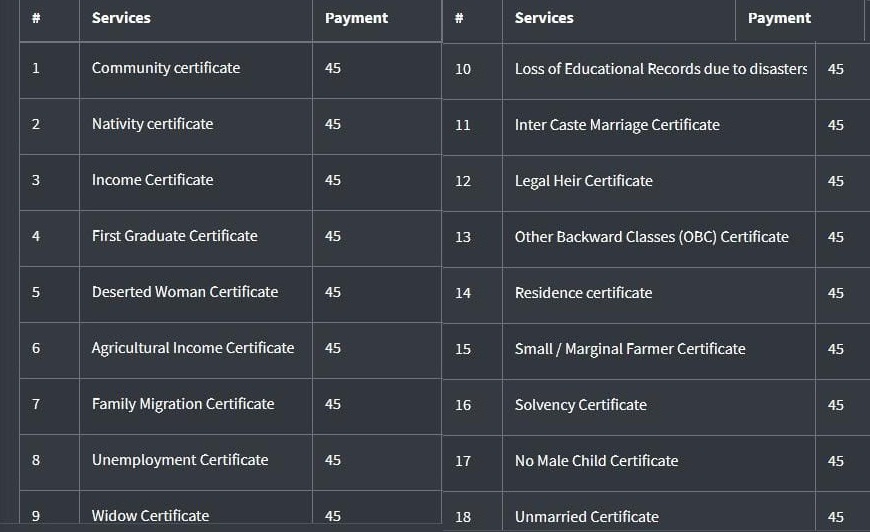 # Services Payment
1 Community certificate 45
2 Nativity certificate 45
3 Income Certificate 45
4 First Graduate Certificate 45
5 Deserted Woman Certificate 45
6 Agricultural Income Certificate 45
7 Family Migration Certificate 45
8 Unemployment Certificate 45
9 Widow Certificate 45
# Services Payment
10 Loss of Educational Records due to disasters 45
11 Inter Caste Marriage Certificate 45
12 Legal Heir Certificate 45
13 Other Backward Classes (OBC) Certificate 45
14 Residence certificate 45
15 Small / Marginal Farmer Certificate 45
16 Solvency Certificate 45
17 No Male Child Certificate 45
18 Unmarried Certificate 45